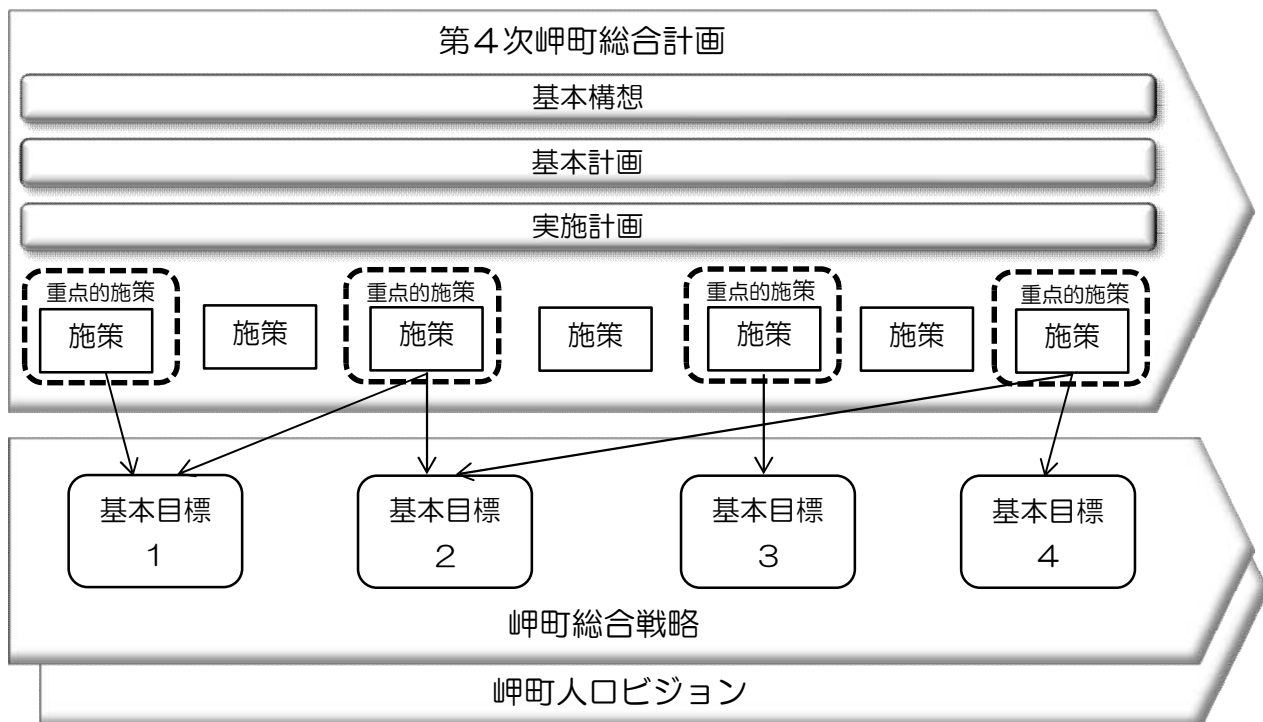 第４次岬町総合計画
基本構想
基本計画
実施計画
重点的施策
施策
施策
重点的施策
施策
施策
重点的施策
施策
施策
重点的施策
施策
基本目標
１
基本目標
２
基本目標
３
基本目標
４
岬町総合戦略
岬町人口ビジョン